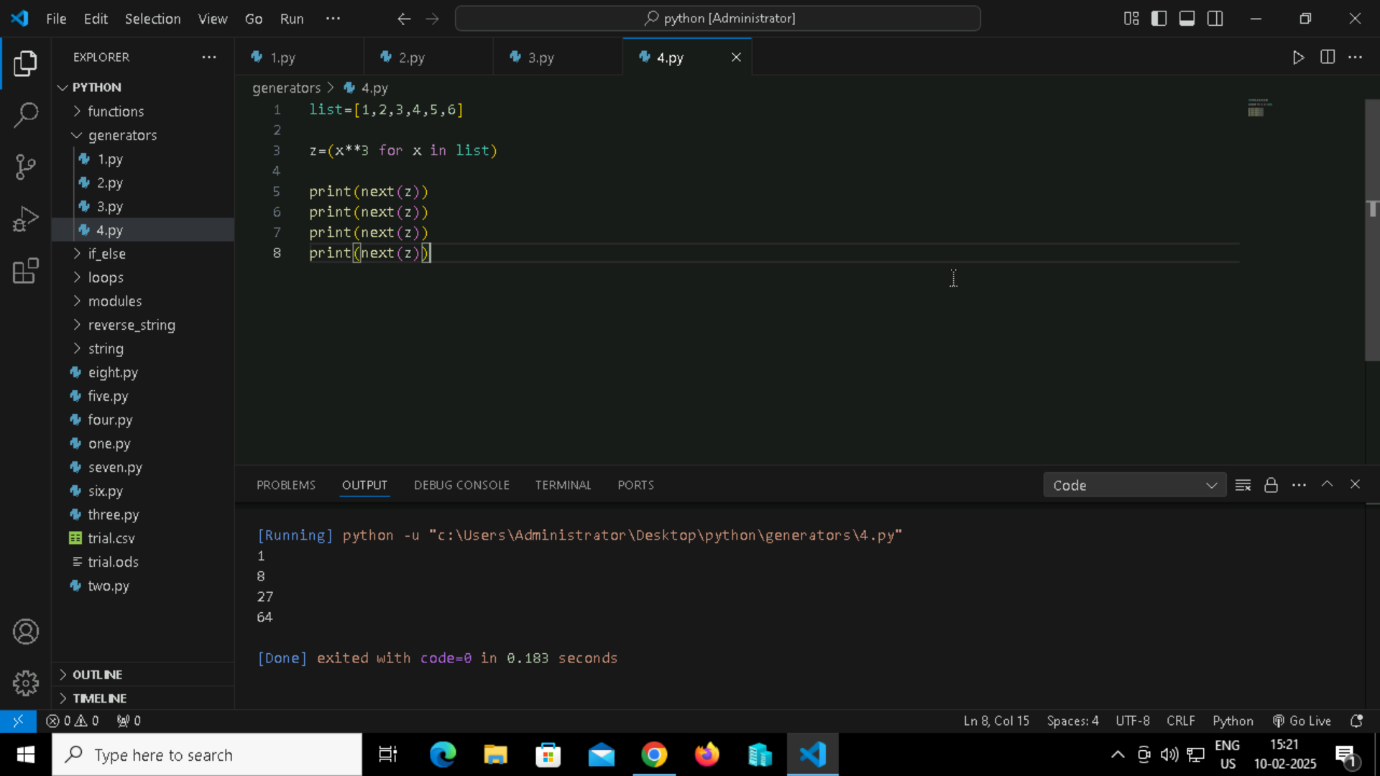 File Edit Selection View Go Run ··· python [Administrator]
EXPLORER ···
PYTHON
functions
generators
1.py
2.py
3.py
4.py
if_else
loops
modules
reverse_string
string
eight.py
five.py
four.py
one.py
seven.py
six.py
three.py
trial.csv
trial.ods
two.py
OUTLINE
TIMELINE
1.py 2.py 3.py 4.py
generators > 4.py
1 list=[1,2,3,4,5,6]
2
3 z=(x**3 for x in list)
4
5 print(next(z))
6 print(next(z))
7 print(next(z))
8 print(next(z))
PROBLEMS OUTPUT DEBUG CONSOLE TERMINAL PORTS Code
[Running] python -u "c:\Users\Administrator\Desktop\python\generators\4.py"
1
8
27
64
[Done] exited with code=0 in 0.183 seconds
0 0 0 Ln 8, Col 15 Spaces: 4 UTF-8 CRLF Python Go Live
Type here to search
ENG
US
15:21
10-02-2025
1